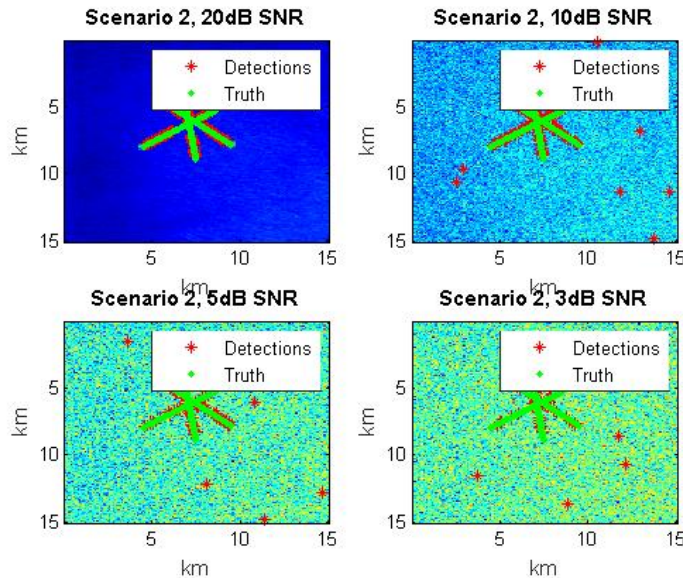 Scenario 2, 20dB SNR
Detections
Truth
5
10
15
km
5
10
15
km
Scenario 2, 10dB SNR
Detections
Truth
5
10
15
km
5
10
15
km
Scenario 2, 5dB SNR
Detections
Truth
5
10
15
km
5
10
15
km
Scenario 2, 3dB SNR
Detections
Truth
5
10
15
km
5
10
15
km